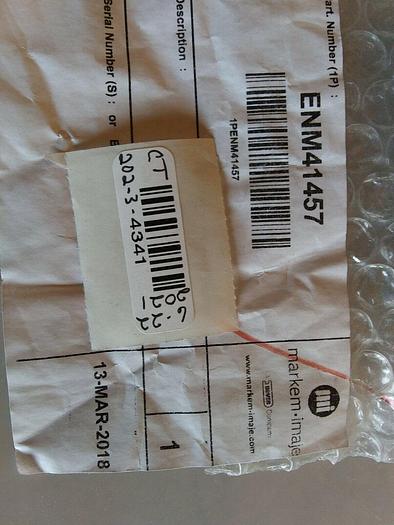 Part. Number (1P) :
ENM41457
1PENM41457
Description :
Serial Number (S) : or
CT
202-3-4341
markem-imaje
www.markem-imaje.com
1
13-MAR-2018